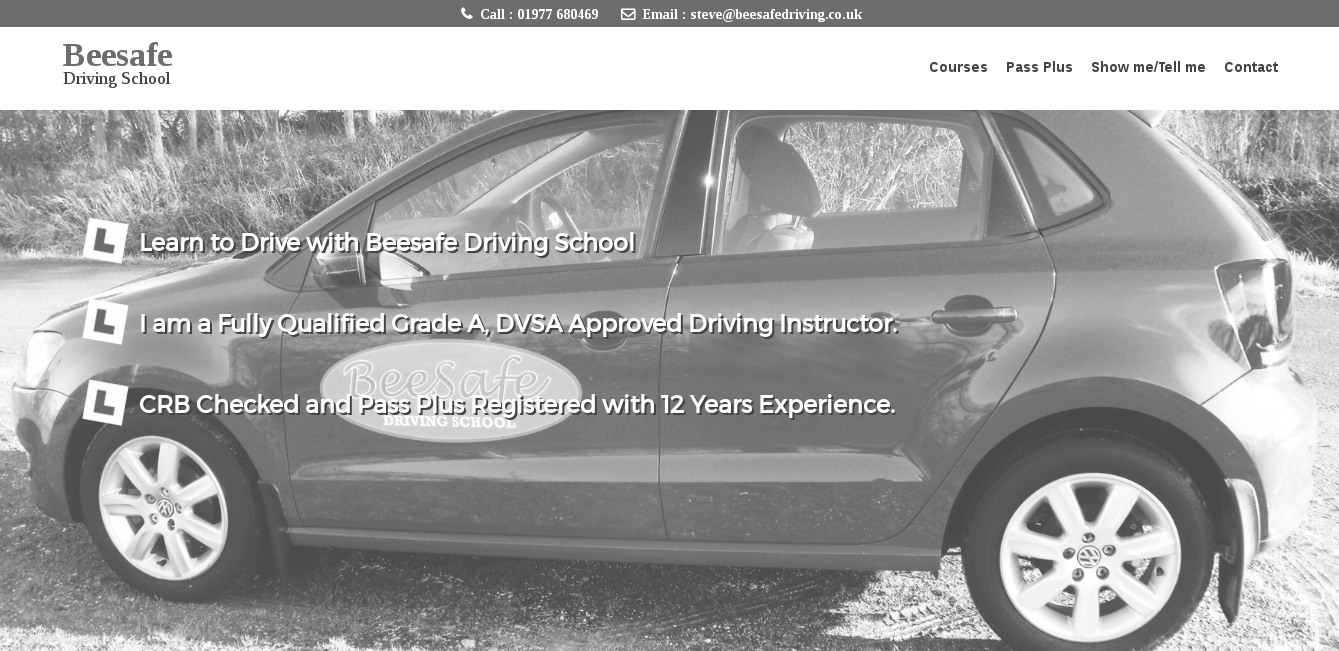 Call : 01977 680469 Email : steve@beesafedriving.co.uk
Beesafe
Driving School
Courses Pass Plus Show me/Tell me Contact
L Learn to Drive with Beesafe Driving School
L I am a Fully Qualified Grade A, DVSA Approved Driving Instructor.
BeeSafe
L CRB Checked and Pass Plus Registered with 12 Years Experience.
DRIVING SCHOOL